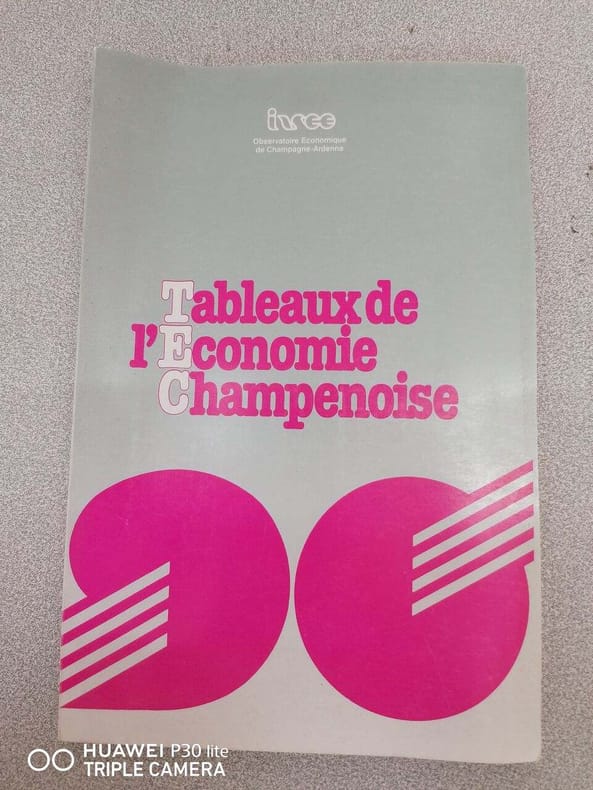 insee
Observatoire Economique
de Champagne-Ardenne
Tableaux de
l'Economie
Champenoise
96
HUAWEI P30 lite
TRIPLE CAMERA